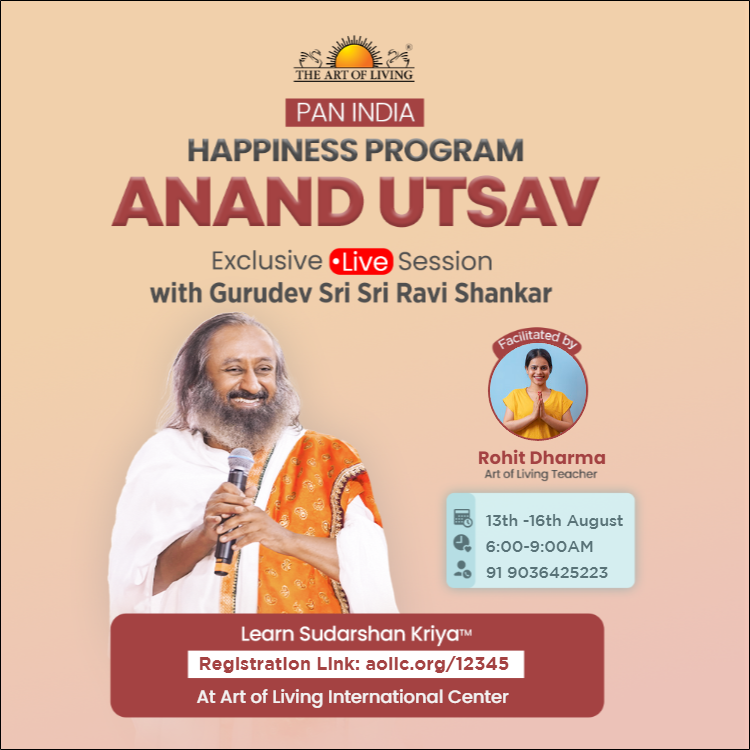 THE ART OF LIVING
®
PAN INDIA
HAPPINESS PROGRAM
ANAND UTSAV
Exclusive •Live Session
with Gurudev Sri Sri Ravi Shankar
Facilitated by
Rohit Dharma
Art of Living Teacher
13th -16th August
6:00-9:00AM
91 9036425223
Learn Sudarshan Kriya™
Registration Link: aolic.org/12345
At Art of Living International Center